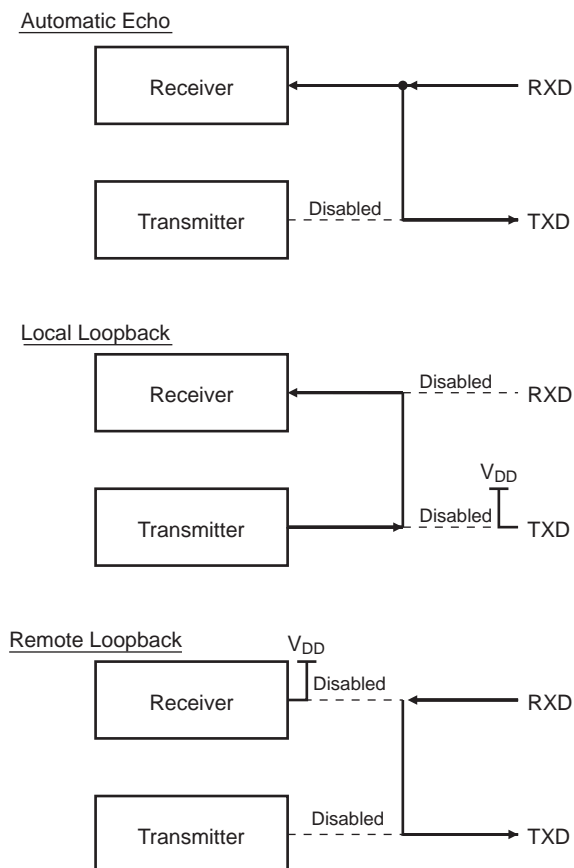 Automatic Echo
Receiver
RXD
Transmitter
Disabled
TXD
Local Loopback
Receiver
Disabled
RXD
VDD
Transmitter
Disabled
TXD
Remote Loopback
VDD
Receiver
Disabled
RXD
Transmitter
Disabled
TXD